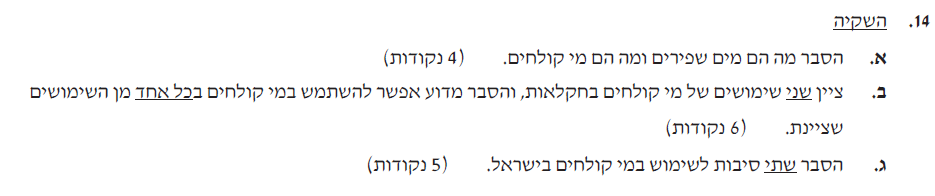 14. השקיה
א. הסבר מה הם מים שפירים ומה הם מי קולחים. (4 נקודות)
ב. ציין שני שימושים של מי קולחים בחקלאות, והסבר מדוע אפשר להשתמש במי קולחים בכל אחד מן השימושים
שציינת. (6 נקודות)
ג. הסבר שתי סיבות לשימוש במי קולחים בישראל. (5 נקודות)